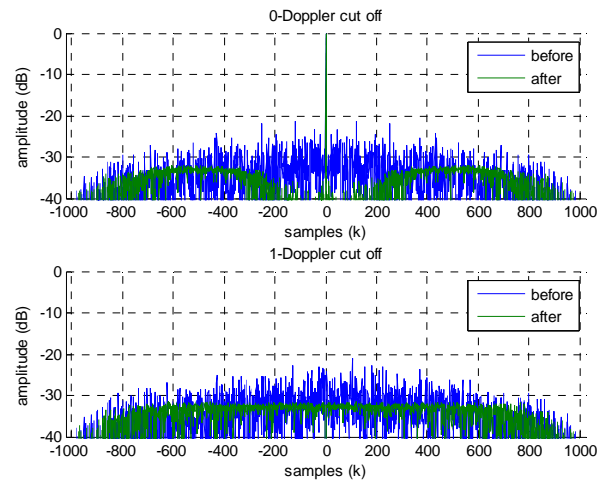 0-Doppler cut off
0
-10
-20
-30
-40
amplitude (dB)
before
after
-1000 -800 -600 -400 -200 0 200 400 600 800 1000
samples (k)
1-Doppler cut off
0
-10
-20
-30
-40
amplitude (dB)
before
after
-1000 -800 -600 -400 -200 0 200 400 600 800 1000
samples (k)